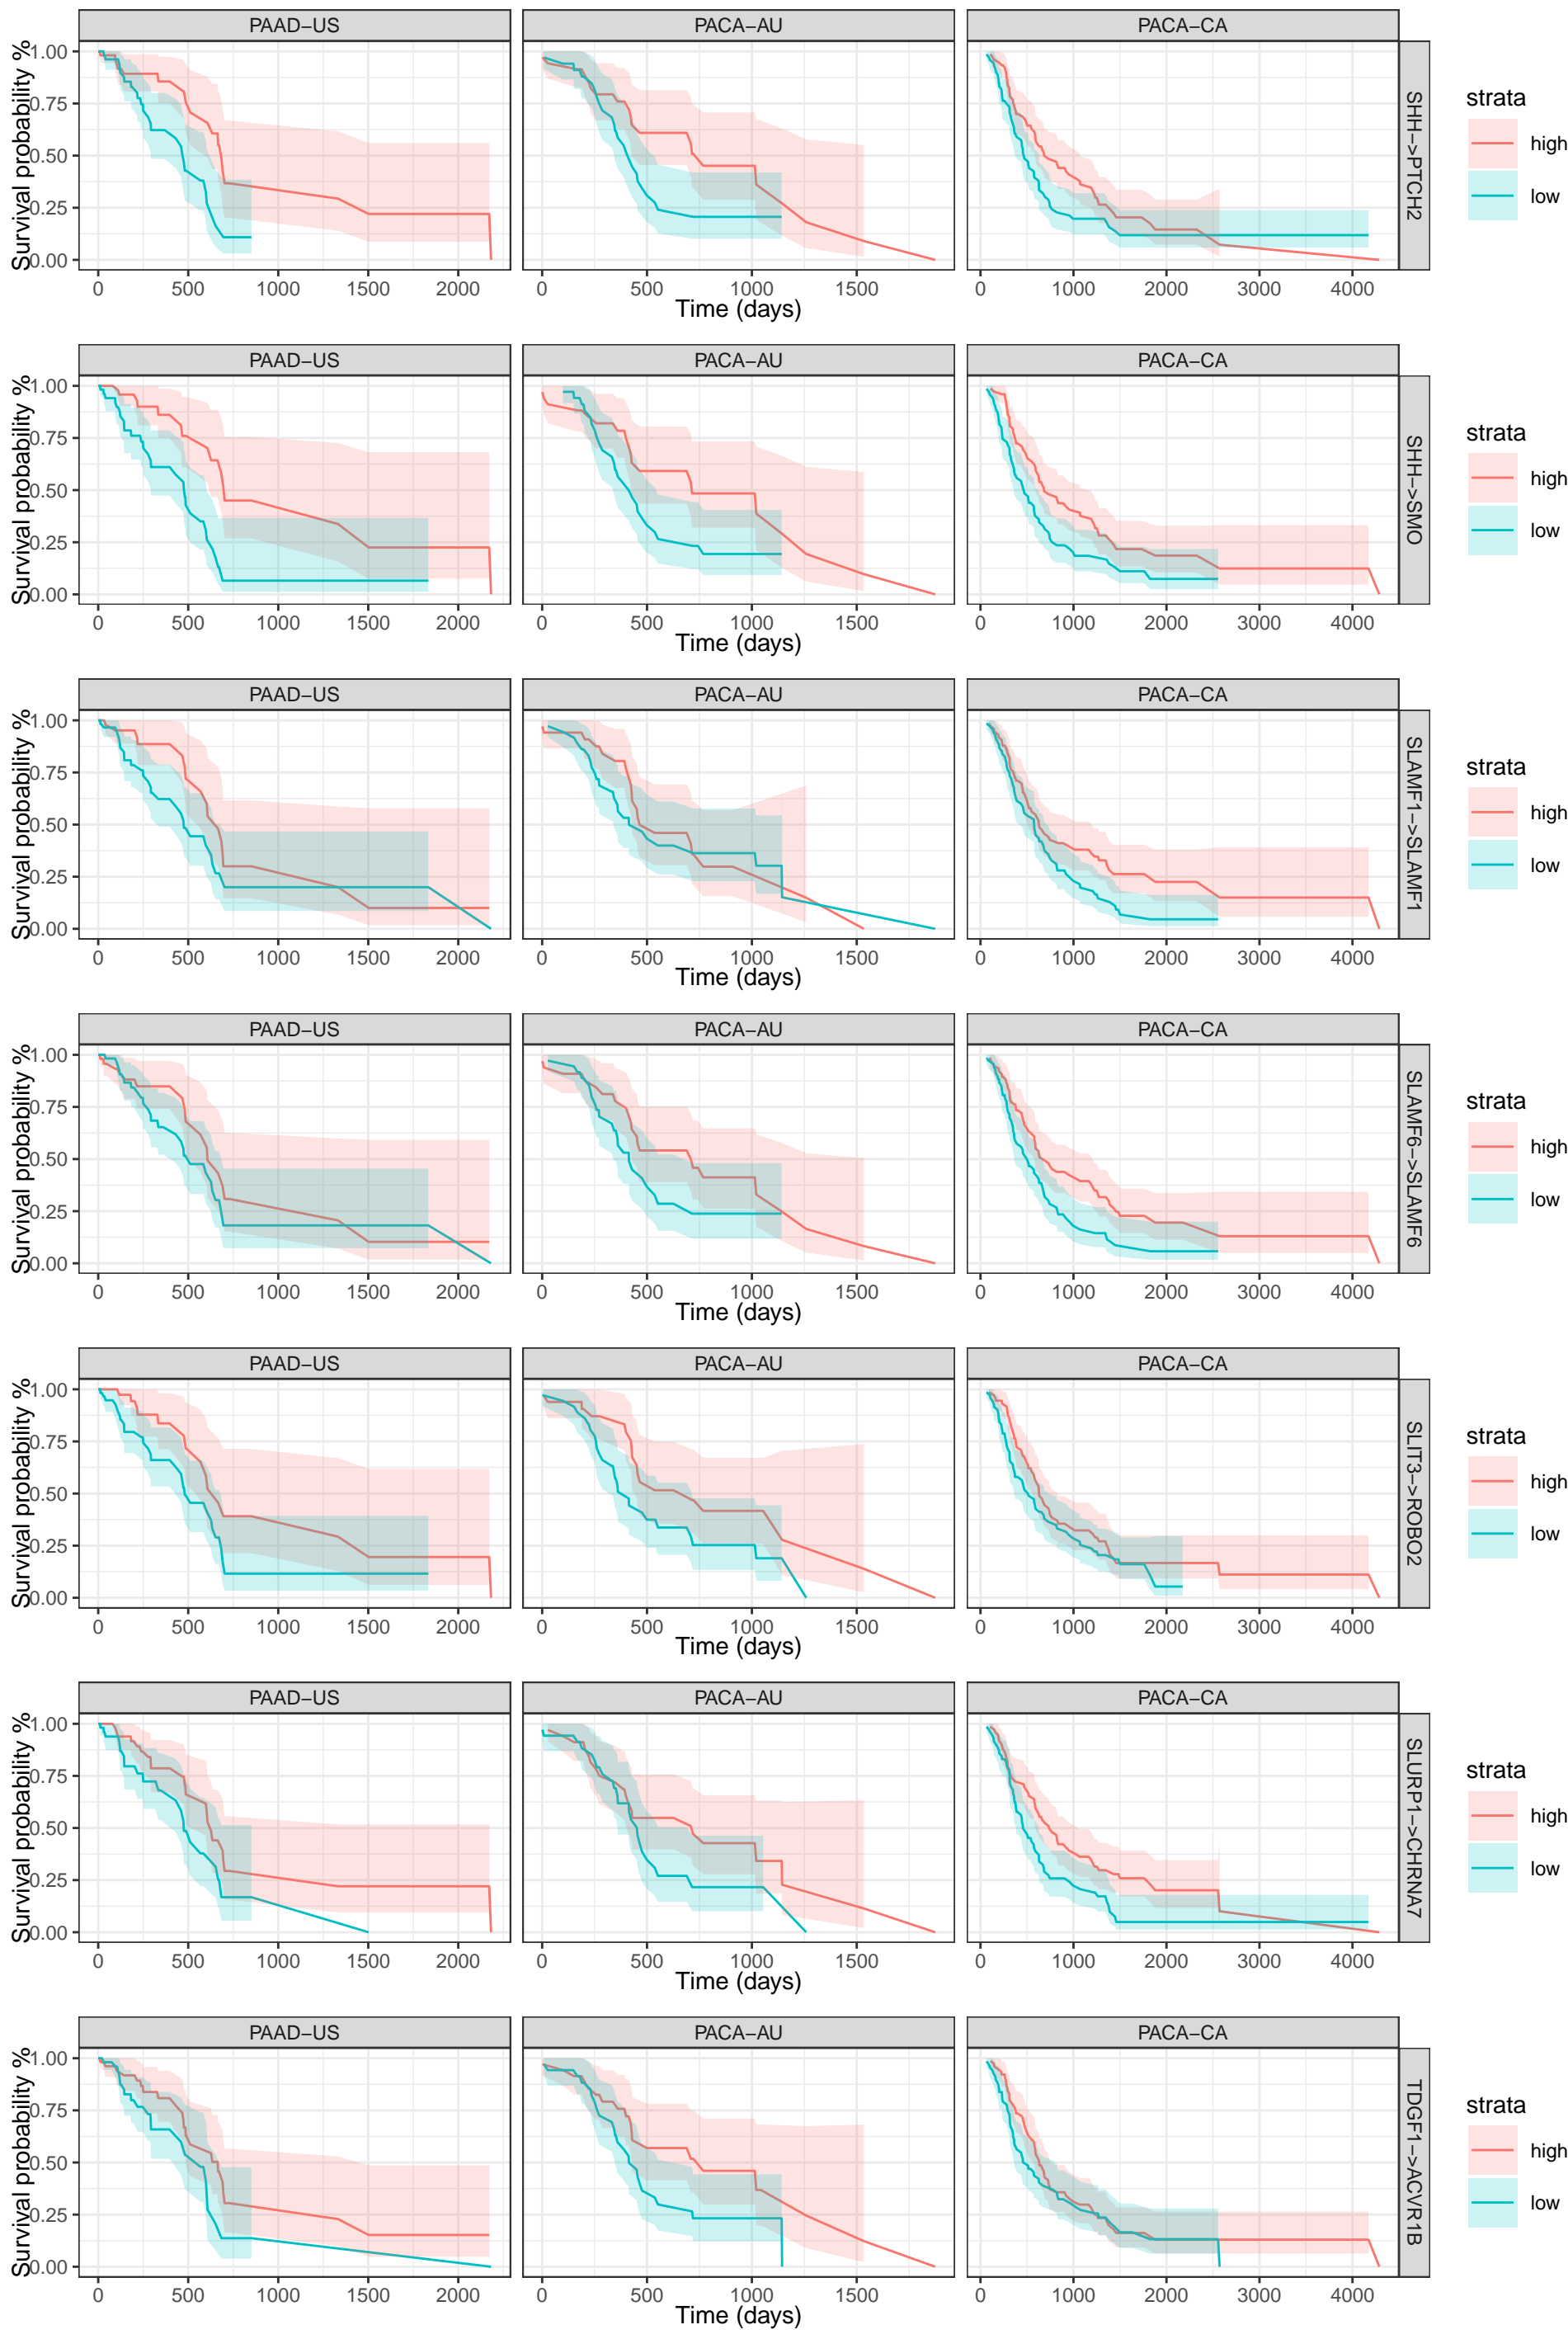 PAAD−US PACA−AU PACA−CA
Survival probability %
1.00
0.75
0.50
0.25
0.00
SHH−>PTCH2
strata
high
low
0 500 1000 1500 2000 0 500 1000 1500 0 1000 2000 3000 4000
Time (days)
PAAD−US PACA−AU PACA−CA
Survival probability %
1.00
0.75
0.50
0.25
0.00
SHH−>SMO
strata
high
low
0 500 1000 1500 2000 0 500 1000 1500 0 1000 2000 3000 4000
Time (days)
PAAD−US PACA−AU PACA−CA
Survival probability %
1.00
0.75
0.50
0.25
0.00
SLAMF1−>SLAMF1
strata
high
low
0 500 1000 1500 2000 0 500 1000 1500 0 1000 2000 3000 4000
Time (days)
PAAD−US PACA−AU PACA−CA
Survival probability %
1.00
0.75
0.50
0.25
0.00
SLAMF6−>SLAMF6
strata
high
low
0 500 1000 1500 2000 0 500 1000 1500 0 1000 2000 3000 4000
Time (days)
PAAD−US PACA−AU PACA−CA
Survival probability %
1.00
0.75
0.50
0.25
0.00
SLIT3−>ROBO2
strata
high
low
0 500 1000 1500 2000 0 500 1000 1500 0 1000 2000 3000 4000
Time (days)
PAAD−US PACA−AU PACA−CA
Survival probability %
1.00
0.75
0.50
0.25
0.00
SLURP1−>CHRNA7
strata
high
low
0 500 1000 1500 2000 0 500 1000 1500 0 1000 2000 3000 4000
Time (days)
PAAD−US PACA−AU PACA−CA
Survival probability %
1.00
0.75
0.50
0.25
0.00
TDGF1−>ACVR1B
strata
high
low
0 500 1000 1500 2000 0 500 1000 1500 0 1000 2000 3000 4000
Time (days)